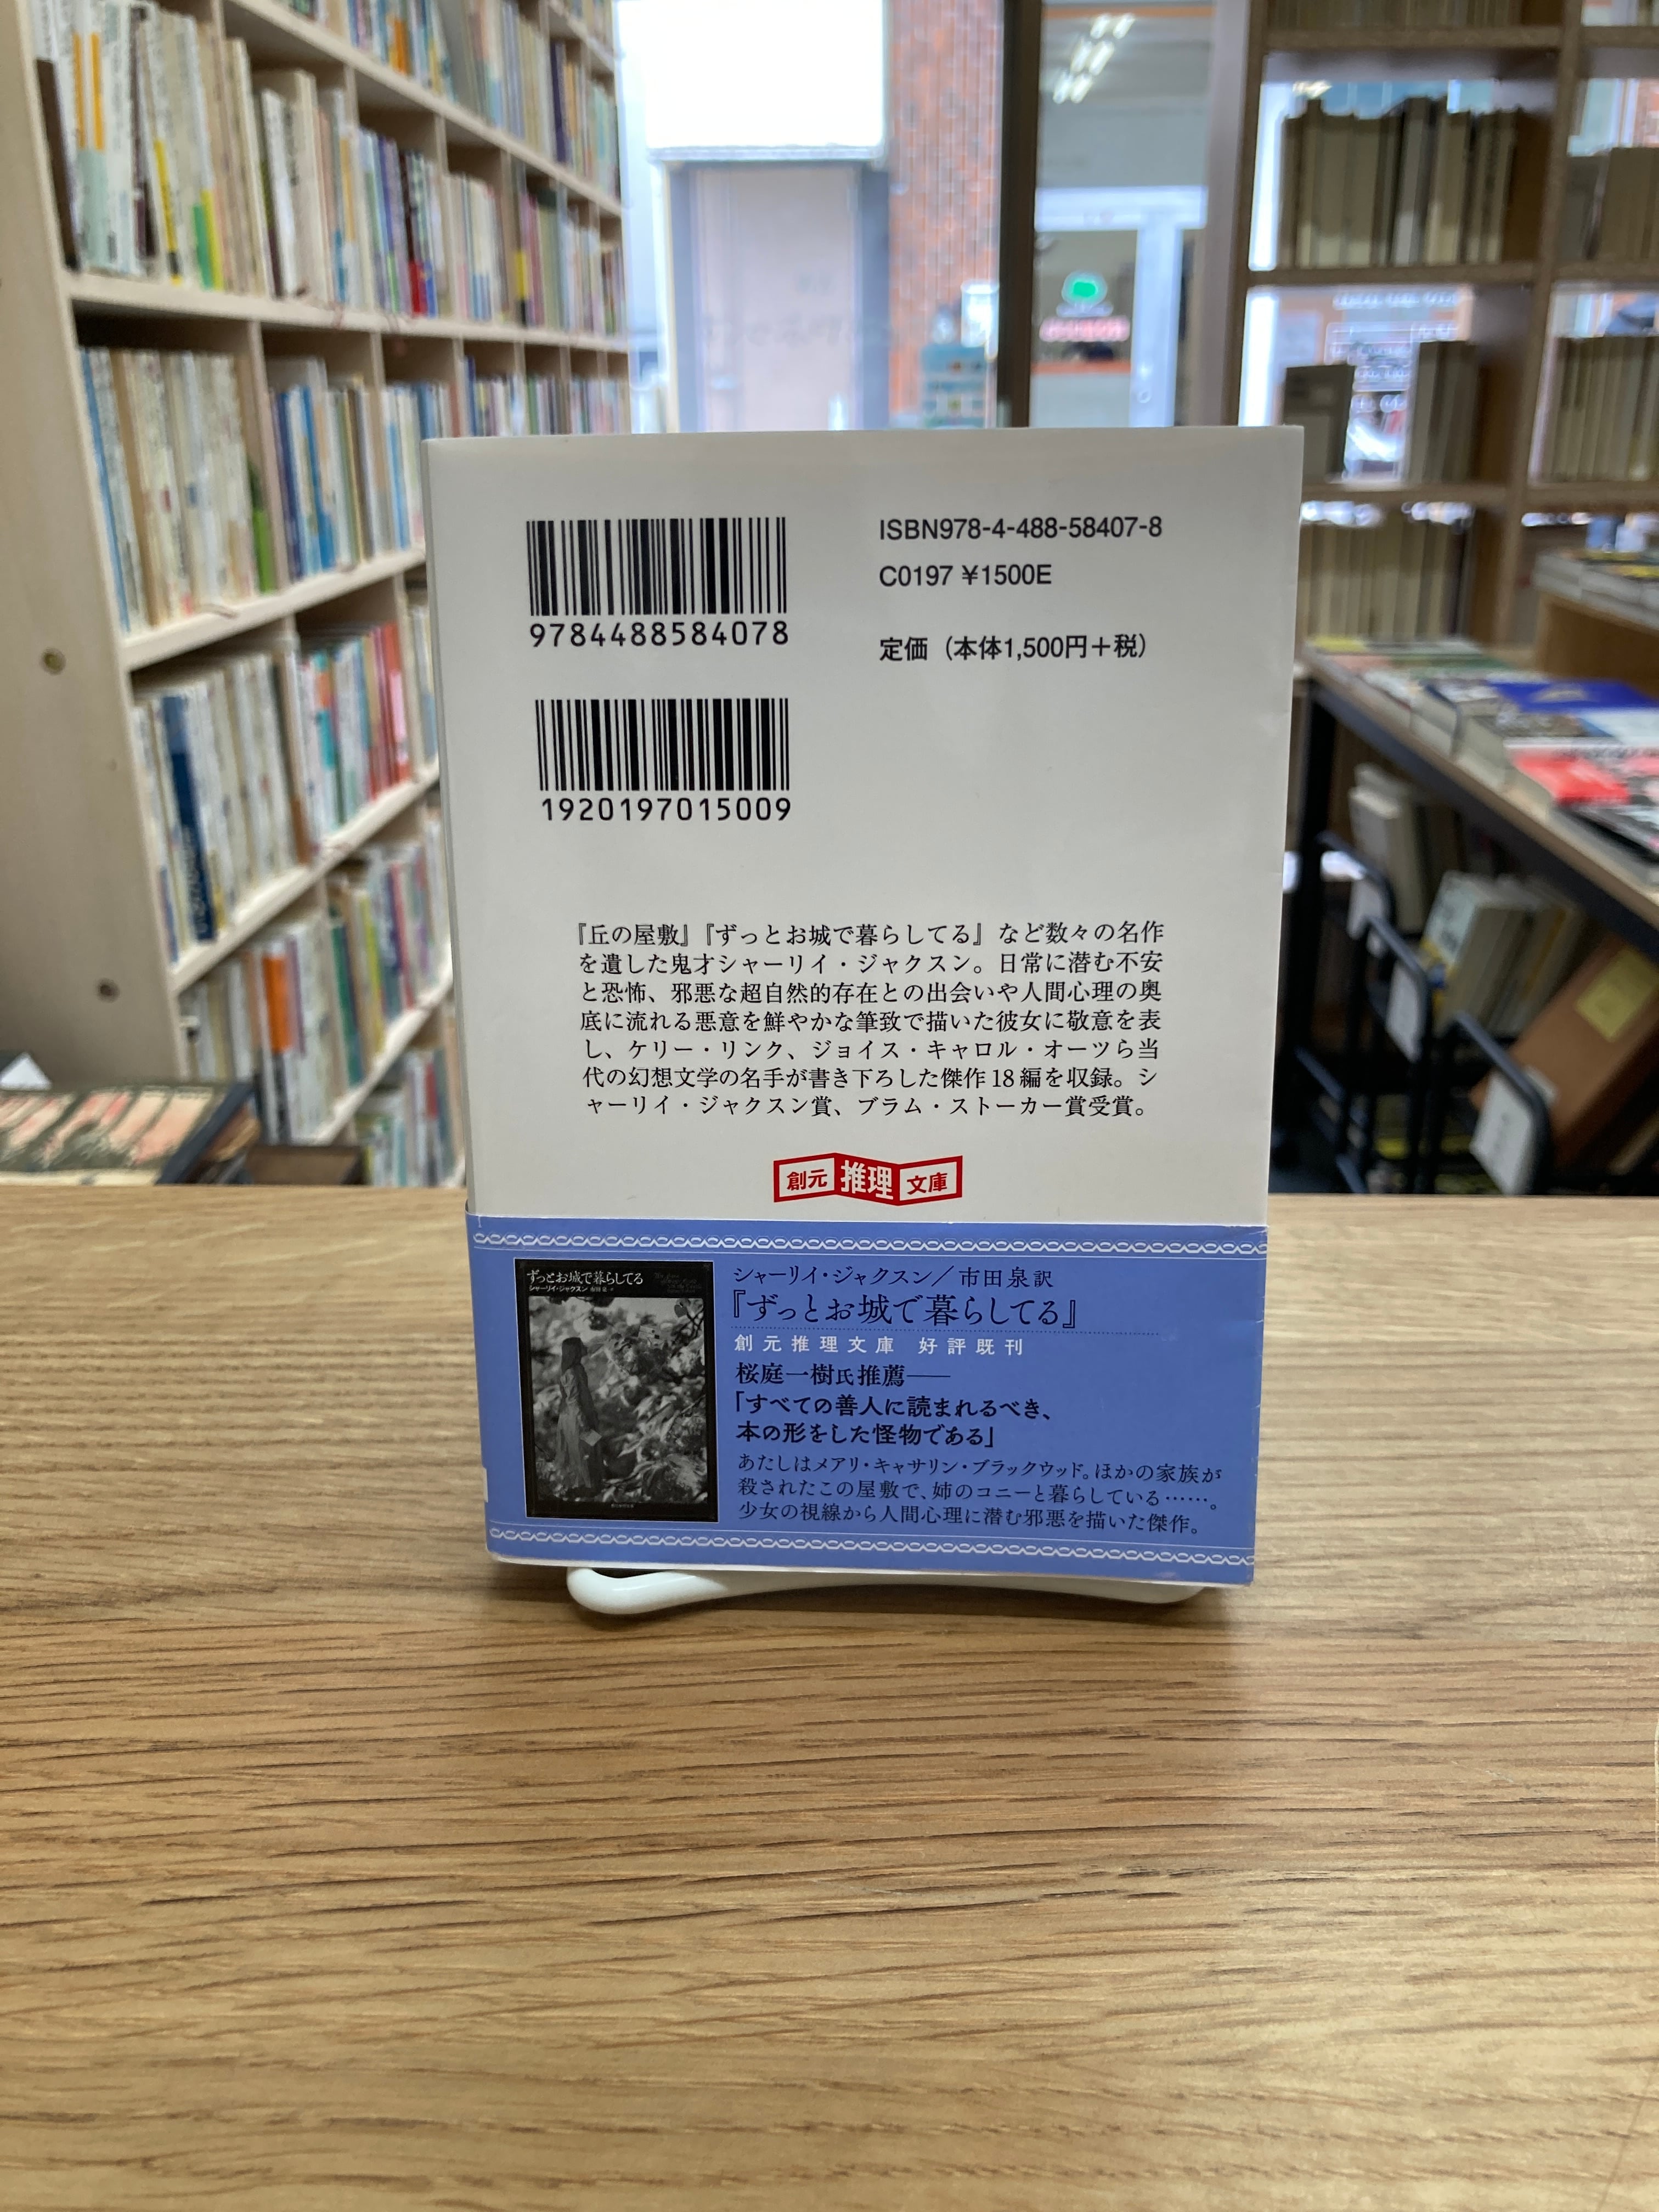 9784488584078
ISBN978-4-488-58407-8
C0197 ¥1500E
定価（本体1,500円＋税）
1920197015009
『丘の屋敷』『ずっとお城で暮らしてる』など数々の名作
を遺した鬼才シャーリイ・ジャクスン。日常に潜む不安
と恐怖、邪悪な超自然的存在との出会いや人間心理の奥
底に流れる悪意を鮮やかな筆致で描いた彼女に敬意を表
し、ケリー・リンク、ジョイス・キャロル・オーツら当
代の幻想文学の名手が書き下ろした傑作18編を収録。シ
ャーリイ・ジャクスン賞、ブラム・ストーカー賞受賞。
創元推理文庫
ずっとお城で暮らしてる
シャーリイ・ジャクスン 市田 泉
シャーリイ・ジャクスン／市田泉訳
『ずっとお城で暮らしてる』
創元推理文庫 好評既刊
桜庭一樹氏推薦――
「すべての善人に読まれるべき、
本の形をした怪物である」
あたしはメアリ・キャサリン・ブラックウッド。ほかの家族が
殺されたこの屋敷で、姉のコニーと暮らしている……。
少女の視線から人間心理に潜む邪悪を描いた傑作。